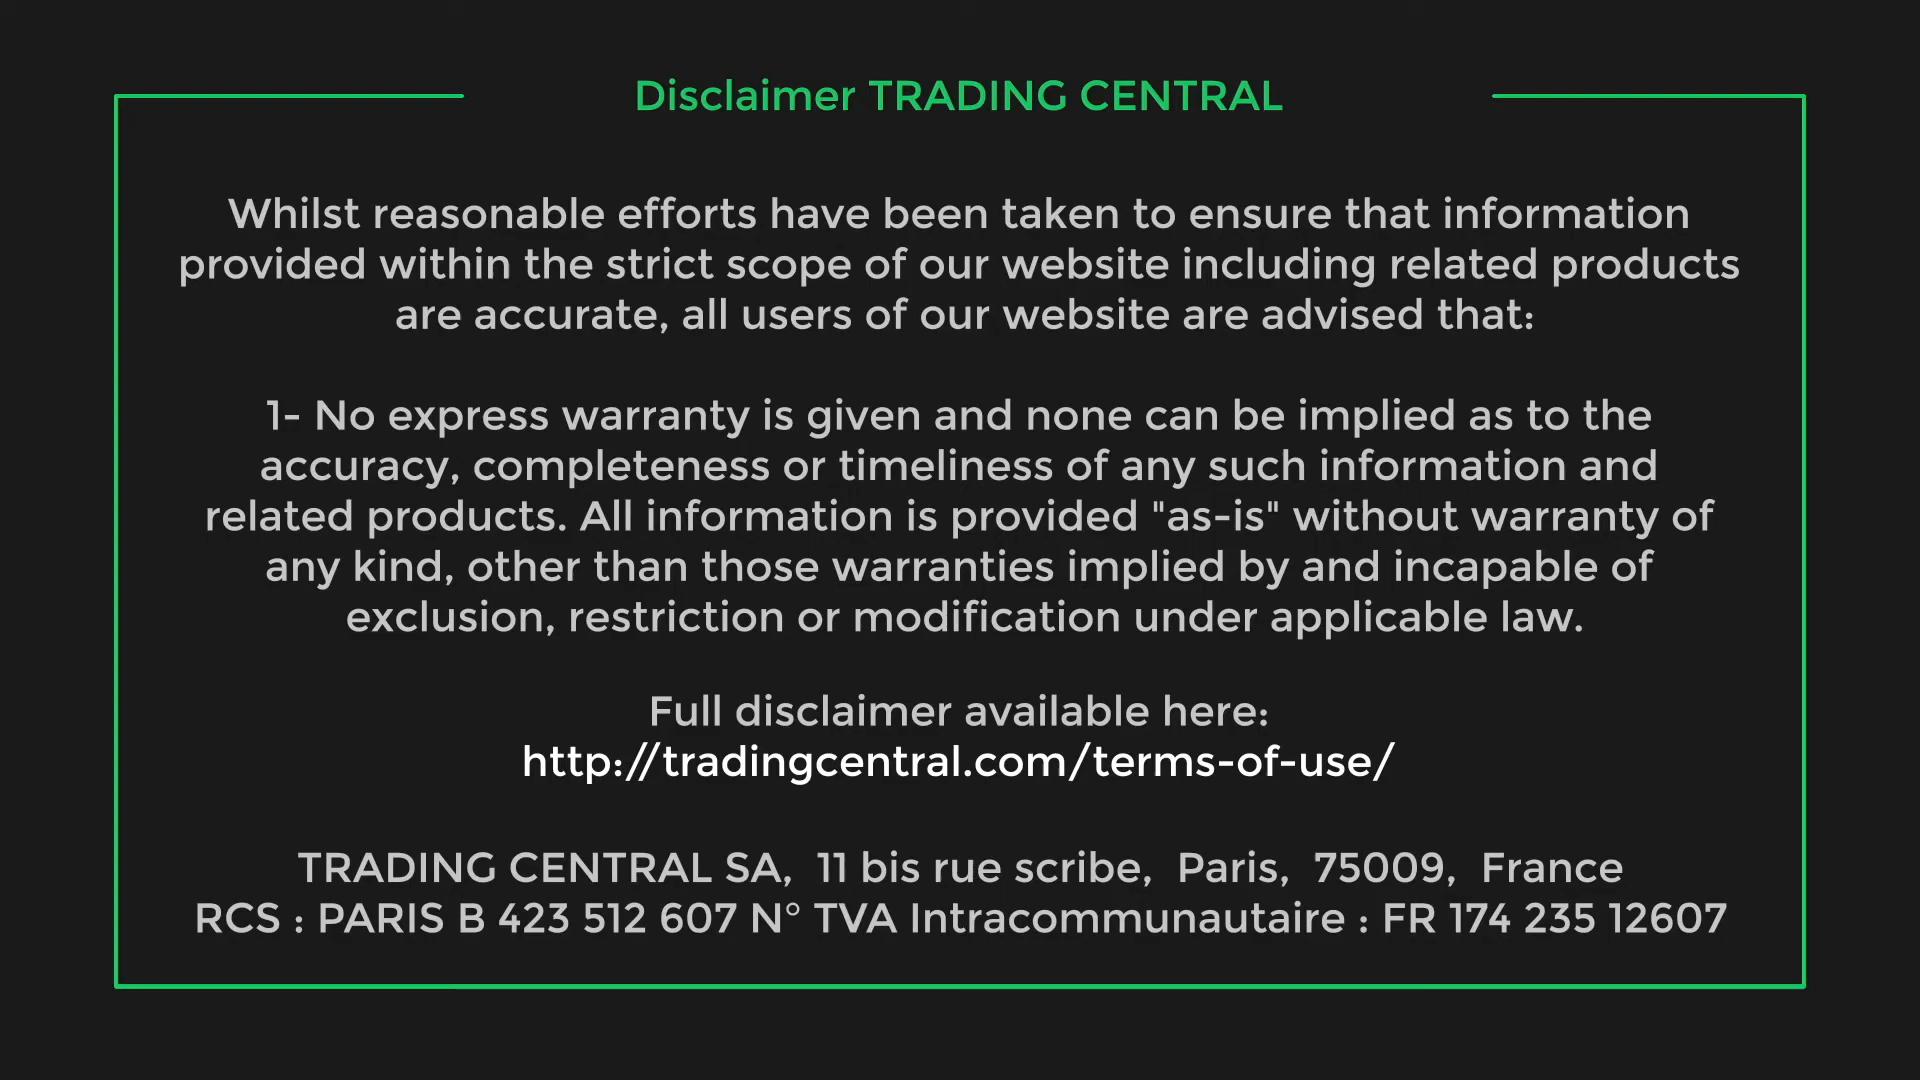 Disclaimer TRADING CENTRAL
Whilst reasonable efforts have been taken to ensure that information
provided within the strict scope of our website including related products
are accurate, all users of our website are advised that:
1- No express warranty is given and none can be implied as to the
accuracy, completeness or timeliness of any such information and
related products. All information is provided "as-is" without warranty of
any kind, other than those warranties implied by and incapable of
exclusion, restriction or modification under applicable law.
Full disclaimer available here:
http://tradingcentral.com/terms-of-use/
TRADING CENTRAL SA,  11 bis rue scribe,  Paris,  75009,  France
RCS : PARIS B 423 512 607 N° TVA Intracommunautaire : FR 174 235 12607